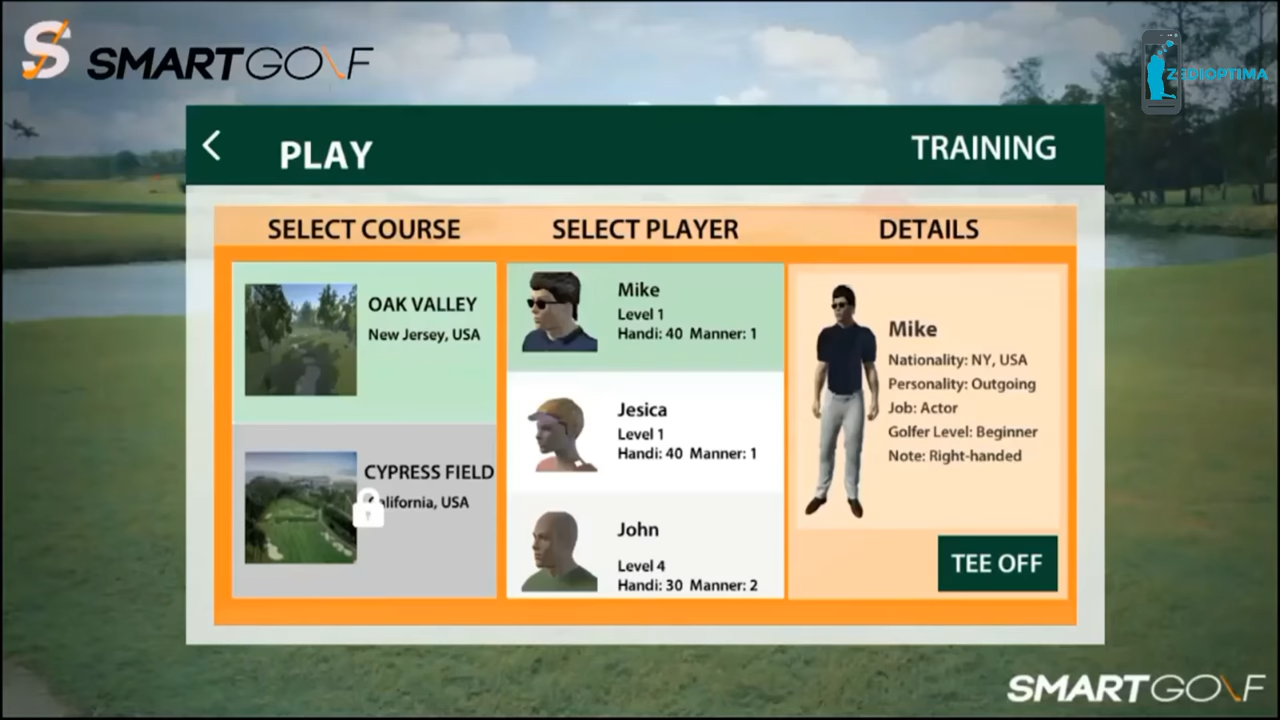 SMARTGOLF
ZEDIOPTIMA
PLAY
TRAINING
SELECT COURSE
SELECT PLAYER
DETAILS
OAK VALLEY
New Jersey, USA
CYPRESS FIELD
California, USA
Mike
Level 1
Handi: 40 Manner: 1
Jesica
Level 1
Handi: 40 Manner: 1
John
Level 4
Handi: 30 Manner: 2
Mike
Nationality: NY, USA
Personality: Outgoing
Job: Actor
Golfer Level: Beginner
Note: Right-handed
TEE OFF
SMARTGOLF